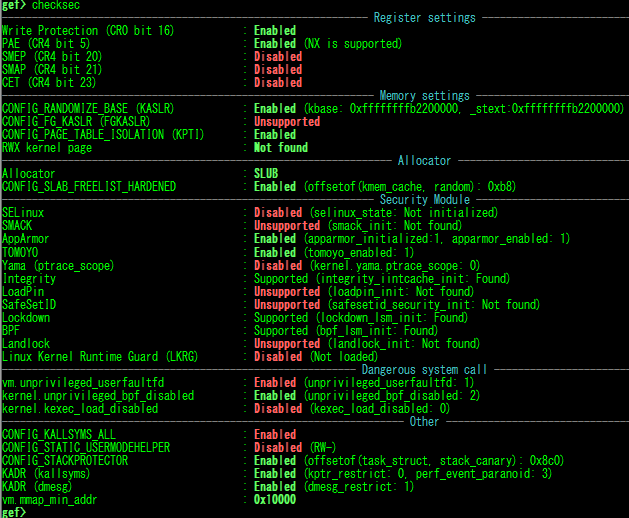 gef> checksec
Register settings
Write Protection (CR0 bit 16) : Enabled
PAE (CR4 bit 5) : Enabled (NX is supported)
SMEP (CR4 bit 20) : Disabled
SMAP (CR4 bit 21) : Disabled
CET (CR4 bit 23) : Disabled
Memory settings
CONFIG_RANDOMIZE_BASE (KASLR) : Enabled (kbase: 0xffffffffb2200000, _stext:0xffffffffb2200000)
CONFIG_FG_KASLR (FGKASLR) : Unsupported
CONFIG_PAGE_TABLE_ISOLATION (KPTI) : Enabled
RWX kernel page : Not found
Allocator
Allocator : SLUB
CONFIG_SLAB_FREELIST_HARDENED : Enabled (offsetof(kmem_cache, random): 0xb8)
Security Module
SELinux : Disabled (selinux_state: Not initialized)
SMACK : Unsupported (smack_init: Not found)
AppArmor : Enabled (apparmor_initialized:1, apparmor_enabled: 1)
TOMOYO : Enabled (tomoyo_enabled: 1)
Yama (ptrace_scope) : Disabled (kernel.yama.ptrace_scope: 0)
Integrity : Supported (integrity_iintcache_init: Found)
LoadPin : Unsupported (loadpin_init: Not found)
SafeSetID : Unsupported (safesetid_security_init: Not found)
Lockdown : Supported (lockdown_lsm_init: Found)
BPF : Supported (bpf_lsm_init: Found)
Landlock : Unsupported (landlock_init: Not found)
Linux Kernel Runtime Guard (LKRG) : Disabled (Not loaded)
Dangerous system call
vm.unprivileged_userfaultfd : Enabled (unprivileged_userfaultfd: 1)
kernel.unprivileged_bpf_disabled : Enabled (unprivileged_bpf_disabled: 2)
kernel.kexec_load_disabled : Disabled (kexec_load_disabled: 0)
Other
CONFIG_KALLSYMS_ALL : Enabled
CONFIG_STATIC_USERMODEHELPER : Disabled (RW-)
CONFIG_STACKPROTECTOR : Enabled (offsetof(task_struct, stack_canary): 0x8c0)
KADR (kallsyms) : Enabled (kptr_restrict: 0, perf_event_paranoid: 3)
KADR (dmesg) : Enabled (dmesg_restrict: 1)
vm.mmap_min_addr : 0x10000
gef>